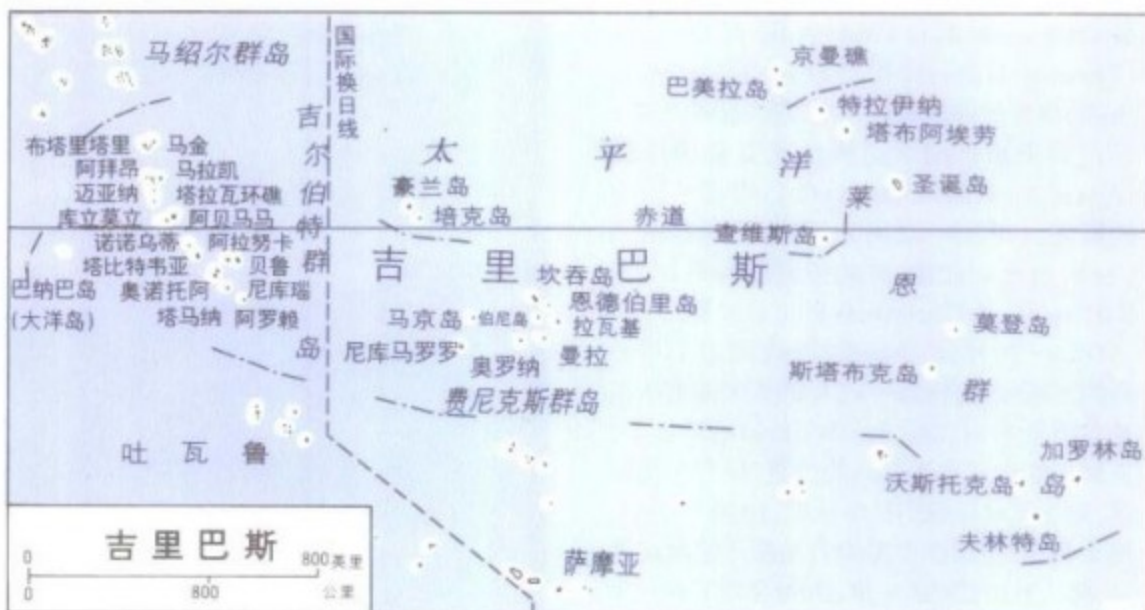 马绍尔群岛
国际换日线
京曼礁
巴美拉岛
特拉伊纳
塔布阿埃劳
吉尔伯特群岛
太平洋
布塔里塔里
马金
阿拜昂
马拉凯
迈亚纳
塔拉瓦环礁
库立莫立
阿贝马马
豪兰岛
培克岛
赤道
莱恩群岛
圣诞岛
查维斯岛
诺诺乌蒂
阿拉努卡
塔比特韦亚
贝鲁
巴纳巴岛
(大洋岛)
奥诺托阿
尼库瑙
塔马纳
阿罗赖
吉里巴斯
坎吞岛
恩德伯里岛
马京岛
伯尼岛
拉瓦基
尼库马罗罗
奥罗纳
曼拉
费尼克斯群岛
莫登岛
斯塔布克岛
吐瓦鲁
加罗林岛
沃斯托克岛
夫林特岛
萨摩亚
吉里巴斯
0
800英里
0
800
公里